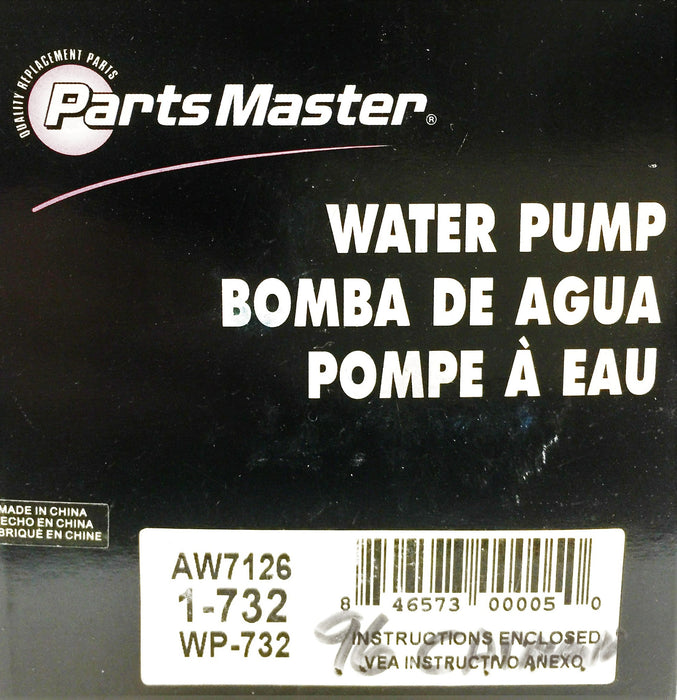 QUALITY REPLACEMENT PARTS
PartsMaster®
WATER PUMP
BOMBA DE AGUA
POMPE À EAU
MADE IN CHINA
ECHO EN CHINA
BRIQUÉ EN CHINE
AW7126
1-732
WP-732
8 46573 00005 0
96
INSTRUCTIONS ENCLOSED
VEA INSTRUCTIVO ANEXO